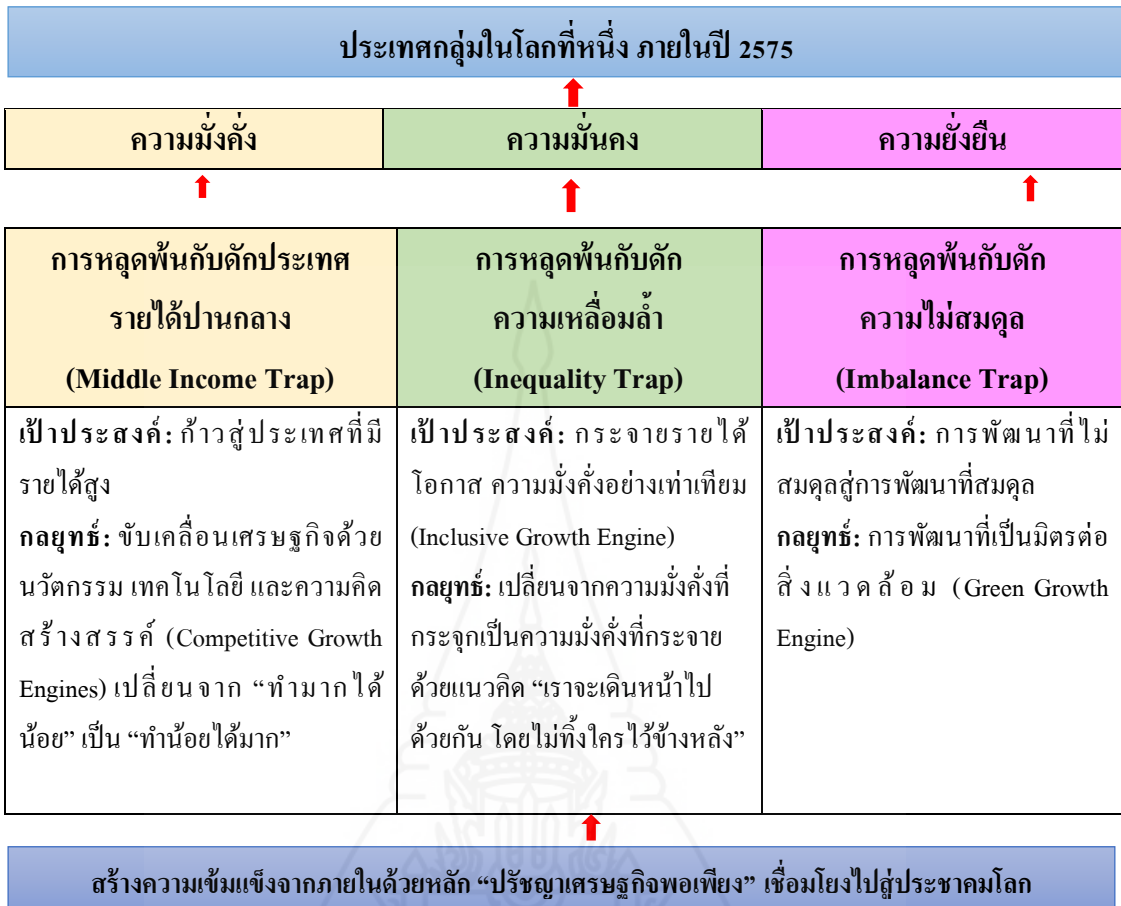 ประเทศกลุ่มในโลกที่หนึ่ง ภายในปี 2575
ความมั่งคั่ง
ความมั่นคง
ความยั่งยืน
การหลุดพ้นกับดักประเทศ
รายได้ปานกลาง
(Middle Income Trap)
การหลุดพ้นกับดัก
ความเหลื่อมล้ำ
(Inequality Trap)
การหลุดพ้นกับดัก
ความไม่สมดุล
(Imbalance Trap)
เป้าประสงค์: ก้าวสู่ประเทศที่มี
รายได้สูง
กลยุทธ์: ขับเคลื่อนเศรษฐกิจด้วย
นวัตกรรม เทคโนโลยี และความคิด
สร้างสรรค์ (Competitive Growth
Engines) เปลี่ยนจาก “ทำมากได้
น้อย” เป็น “ทำน้อยได้มาก”
เป้าประสงค์: กระจายรายได้
โอกาส ความมั่งคั่งอย่างเท่าเทียม
(Inclusive Growth Engine)
กลยุทธ์: เปลี่ยนจากความมั่งคั่งที่
กระจุกเป็นความมั่งคั่งที่กระจาย
ด้วยแนวคิด “เราจะเดินหน้าไป
ด้วยกัน โดยไม่ทิ้งใครไว้ข้างหลัง”
เป้าประสงค์: การพัฒนาที่ไม่
สมดุลสู่การพัฒนาที่สมดุล
กลยุทธ์: การพัฒนาที่เป็นมิตรต่อ
สิ่งแวดล้อม (Green Growth
Engine)
สร้างความเข้มแข็งจากภายในด้วยหลัก “ปรัชญาเศรษฐกิจพอเพียง” เชื่อมโยงไปสู่ประชาคมโลก